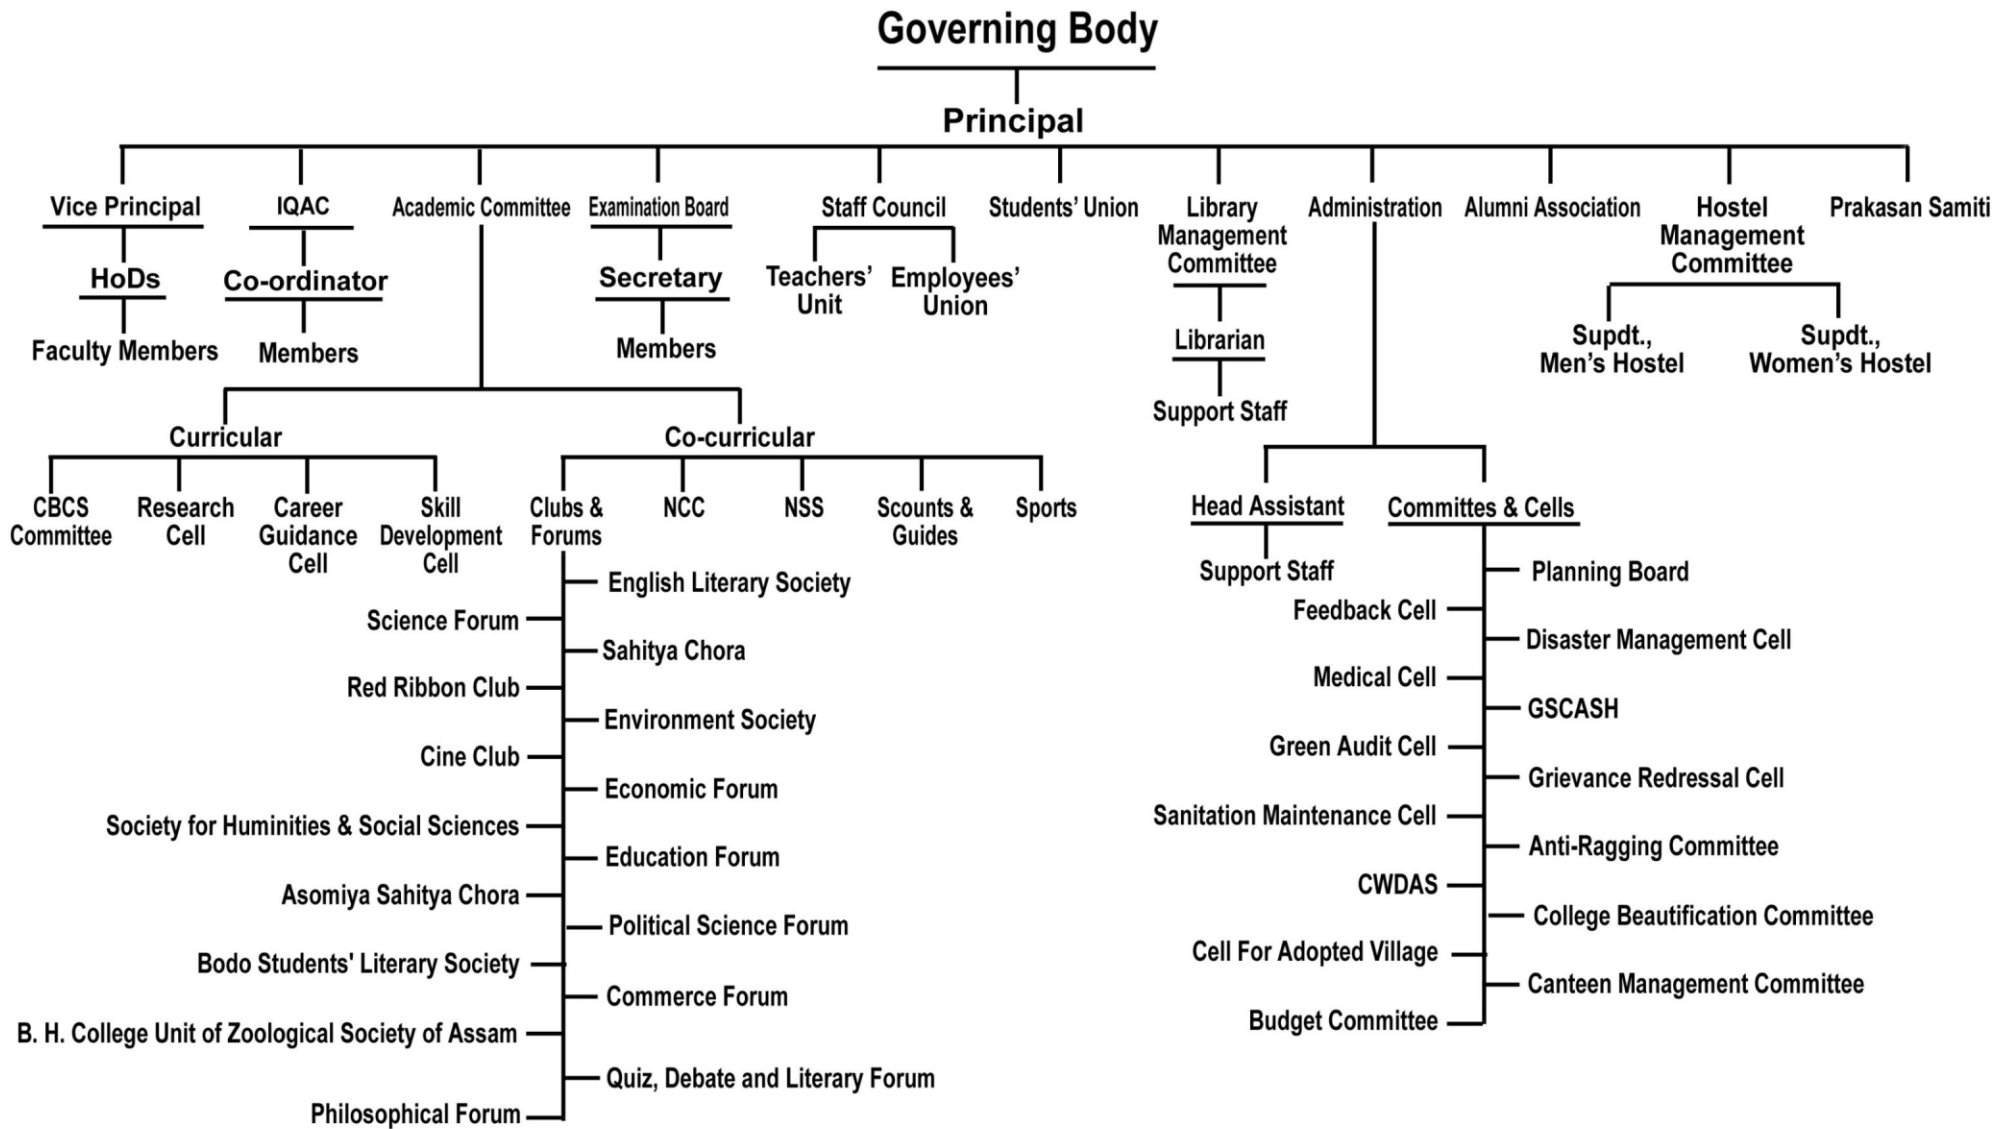 Governing Body
Principal
Vice Principal
IQAC
Academic Committee
Examination Board
Staff Council
Students' Union
Library
Management
Committee
Administration
Alumni Association
Hostel
Management
Committee
Prakasan Samiti
HoDs
Co-ordinator
Secretary
Teachers'
Unit
Employees'
Union
Faculty Members
Members
Members
Librarian
Support Staff
Supdt.,
Men's Hostel
Supdt.,
Women's Hostel
Curricular
Co-curricular
CBCS
Committee
Research
Cell
Career
Guidance
Cell
Skill
Development
Cell
Clubs &
Forums
NCC
NSS
Scounts &
Guides
Sports
Head Assistant
Committes & Cells
Support Staff
English Literary Society
Science Forum
Sahitya Chora
Red Ribbon Club
Environment Society
Cine Club
Economic Forum
Society for Huminities & Social Sciences
Education Forum
Asomiya Sahitya Chora
Political Science Forum
Bodo Students' Literary Society
Commerce Forum
B. H. College Unit of Zoological Society of Assam
Quiz, Debate and Literary Forum
Philosophical Forum
Planning Board
Feedback Cell
Disaster Management Cell
Medical Cell
GSCASH
Green Audit Cell
Grievance Redressal Cell
Sanitation Maintenance Cell
Anti-Ragging Committee
CWDAS
College Beautification Committee
Cell For Adopted Village
Canteen Management Committee
Budget Committee